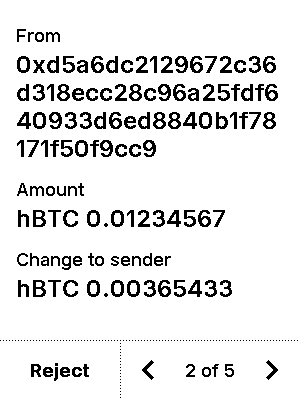 From
0xd5a6dc2129672c36
d318ecc28c96a25fdf6
40933d6ed8840b1f78
171f50f9cc9
Amount
hBTC 0.01234567
Change to sender
hBTC 0.00365433
Reject
2 of 5